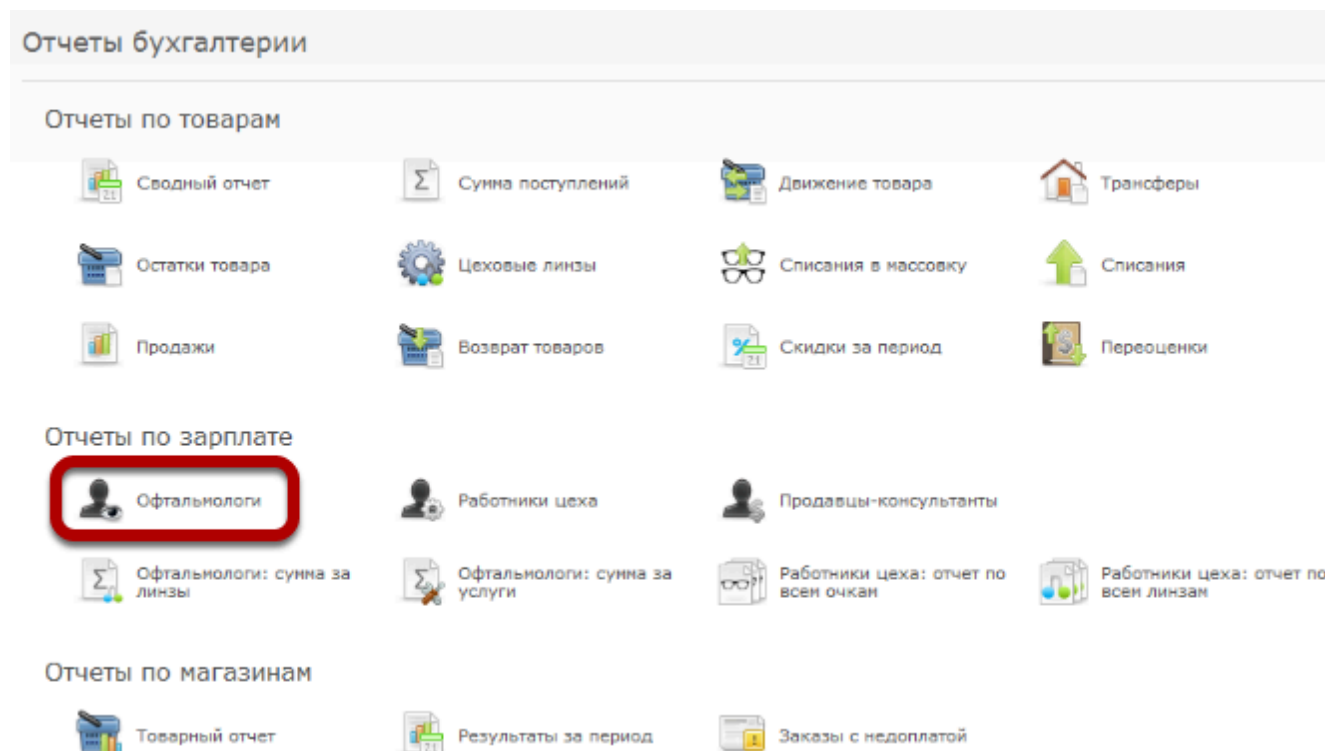 Отчеты бухгалтерии
Отчеты по товарам
Сводный отчет
Сумма поступлений
Движение товара
Трансферы
Остатки товара
Цеховые линзы
Списания в массовку
Списания
Продажи
Возврат товаров
Скидки за период
Переоценки
Отчеты по зарплате
Офтальмологи
Работники цеха
Продавцы-консультанты
Офтальмологи: сумма за
линзы
Офтальмологи: сумма за
услуги
Работники цеха: отчет по
всем очкам
Работники цеха: отчет по
всем линзам
Отчеты по магазинам
Товарный отчет
Результаты за период
Заказы с недоплатой